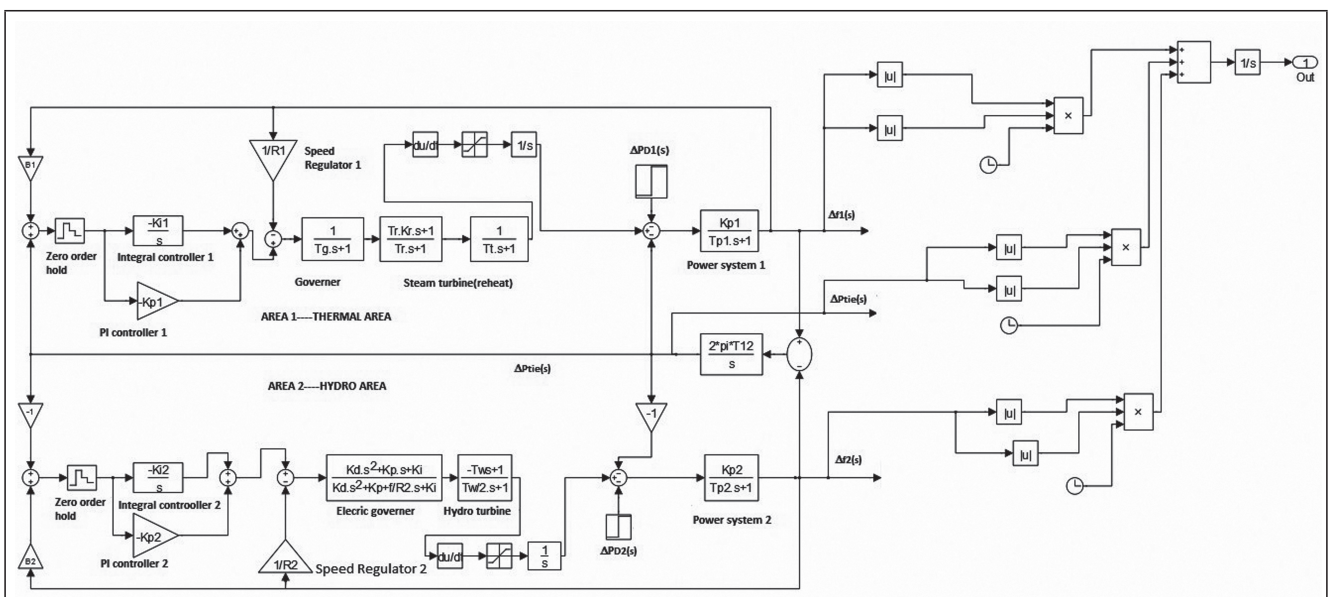 |u|
|u|
×
+
+
+
1/s
1
Out
B1
1/R1
Speed
Regulator 1
du/dt
1/s
ΔPD1(s)
Zero order
hold
-Ki1
s
Integral controller 1
-Kp1
PI controller 1
1
Tg.s+1
Governer
Tr.Kr.s+1
Tr.s+1
1
Tt.s+1
Steam turbine(reheat)
Kp1
Tp1.s+1
Power system 1
Δf1(s)
|u|
|u|
×
AREA 1----THERMAL AREA
ΔPtie(s)
2*pi*T12
s
+
-
ΔPtie(s)
AREA 2----HYDRO AREA
-1
-1
|u|
|u|
×
Zero order
hold
-Ki2
s
Integral controoller 2
-Kp2
PI controller 2
B2
1/R2
Speed Regulator 2
Kd.s²+Kp.s+Ki
Kd.s²+Kp+f/R2.s+Ki
Elecric governer
-Tws+1
Tw/2.s+1
Hydro turbine
du/dt
1
s
ΔPD2(s)
Kp2
Tp2.s+1
Power system 2
Δf2(s)